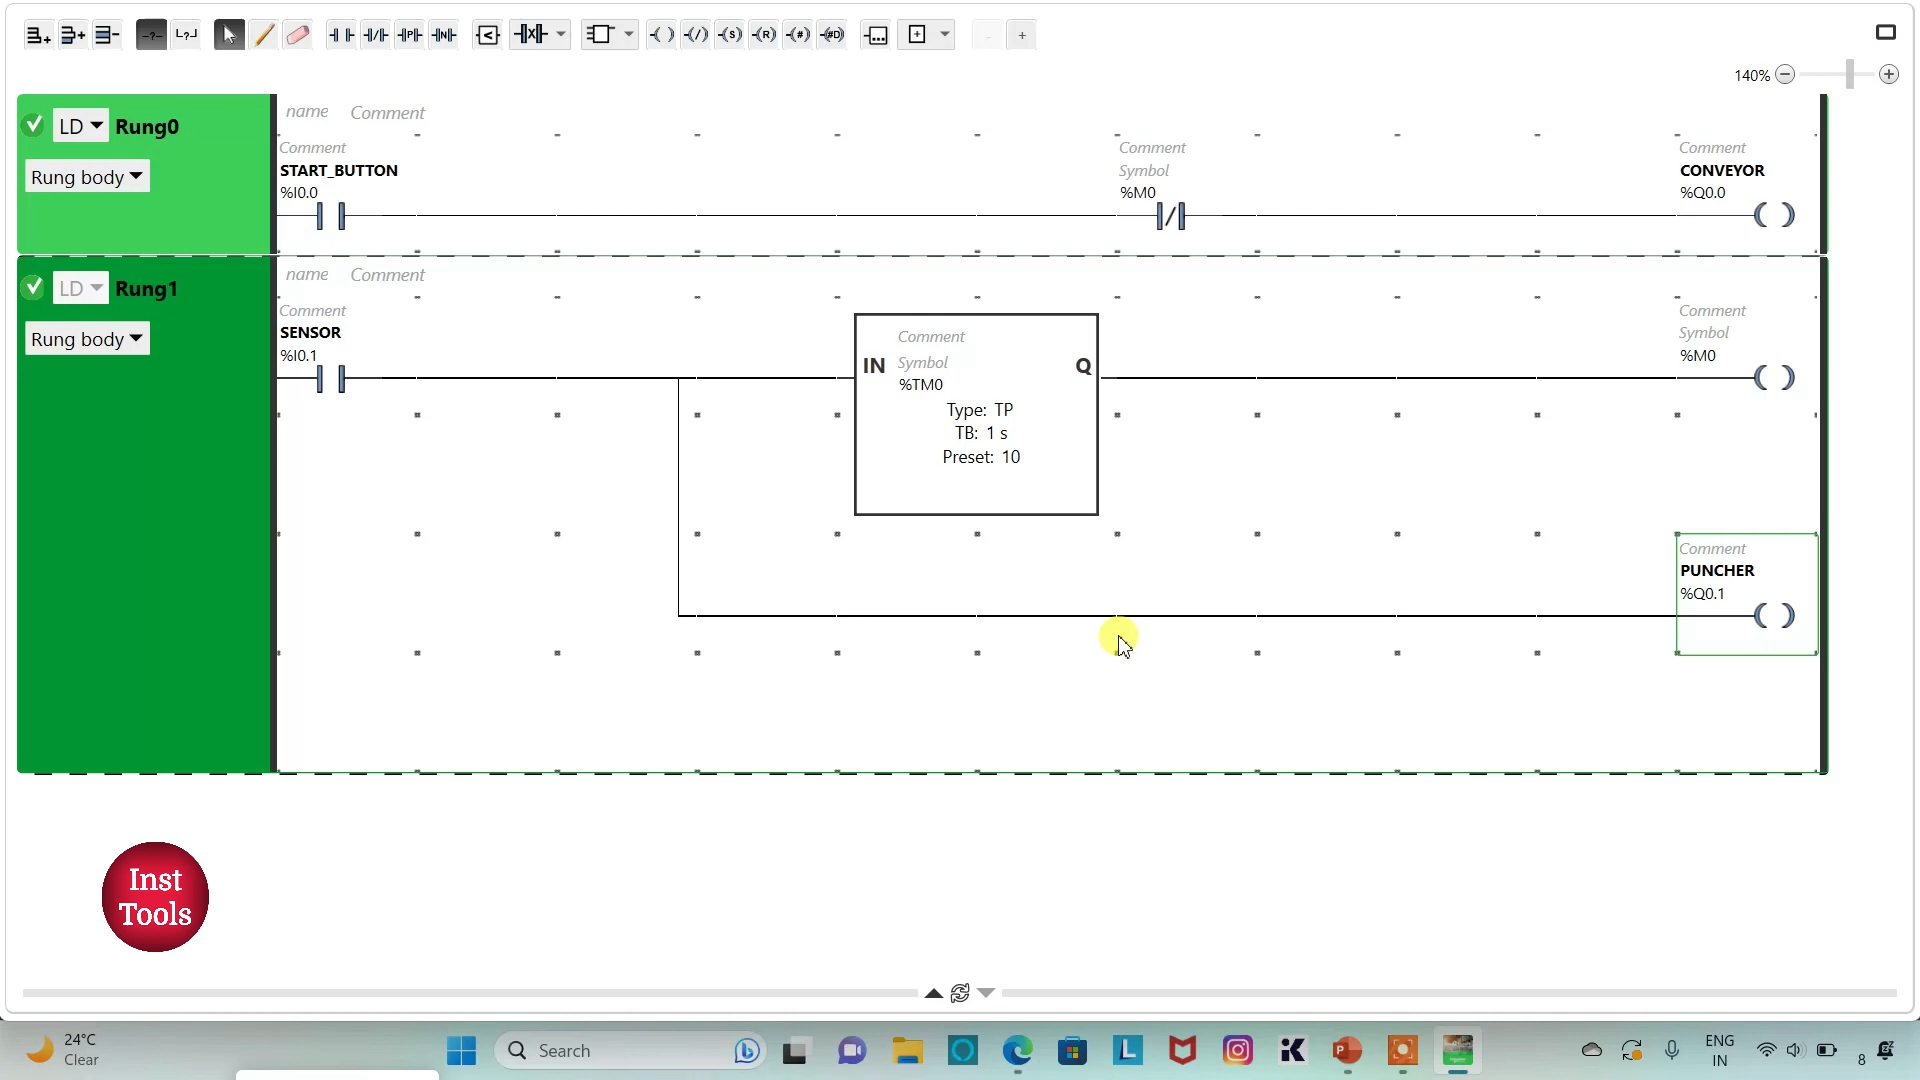 140%
LD Rung0
Rung body
name Comment
Comment
START_BUTTON
%I0.0
Comment
Symbol
%M0
Comment
CONVEYOR
%Q0.0
LD Rung1
Rung body
name Comment
Comment
SENSOR
%I0.1
Comment
IN Symbol Q
%TM0
Type: TP
TB: 1 s
Preset: 10
Comment
Symbol
%M0
Comment
PUNCHER
%Q0.1
Inst
Tools
24°C
Clear
Search
ENG
IN
8